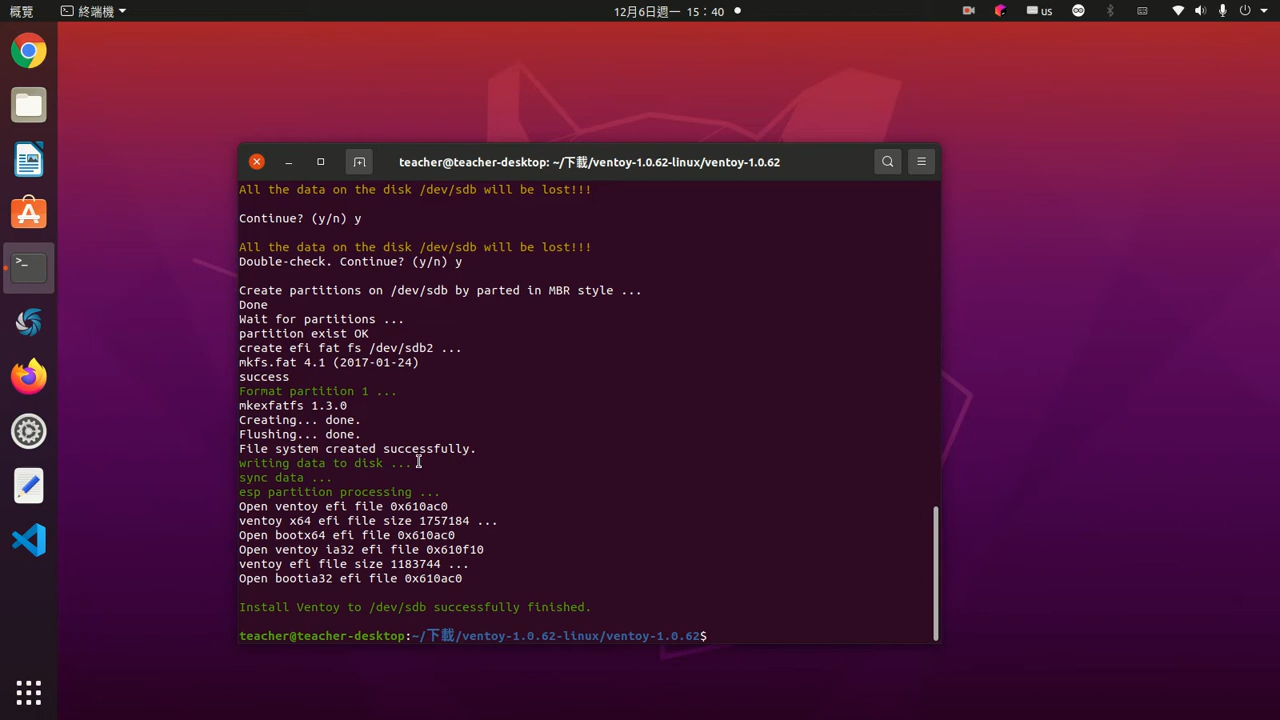 概覽
終端機
12月6日週一 15：40
us
teacher@teacher-desktop: ~/下載/ventoy-1.0.62-linux/ventoy-1.0.62
All the data on the disk /dev/sdb will be lost!!!
Continue? (y/n) y
All the data on the disk /dev/sdb will be lost!!!
Double-check. Continue? (y/n) y
Create partitions on /dev/sdb by parted in MBR style ...
Done
Wait for partitions ...
partition exist OK
create efi fat fs /dev/sdb2 ...
mkfs.fat 4.1 (2017-01-24)
success
Format partition 1 ...
mkexfatfs 1.3.0
Creating... done.
Flushing... done.
File system created successfully.
writing data to disk ...
sync data ...
esp partition processing ...
Open ventoy efi file 0x610ac0
ventoy x64 efi file size 1757184 ...
Open bootx64 efi file 0x610ac0
Open ventoy ia32 efi file 0x610f10
ventoy efi file size 1183744 ...
Open bootia32 efi file 0x610ac0
Install Ventoy to /dev/sdb successfully finished.
teacher@teacher-desktop:~/下載/ventoy-1.0.62-linux/ventoy-1.0.62$